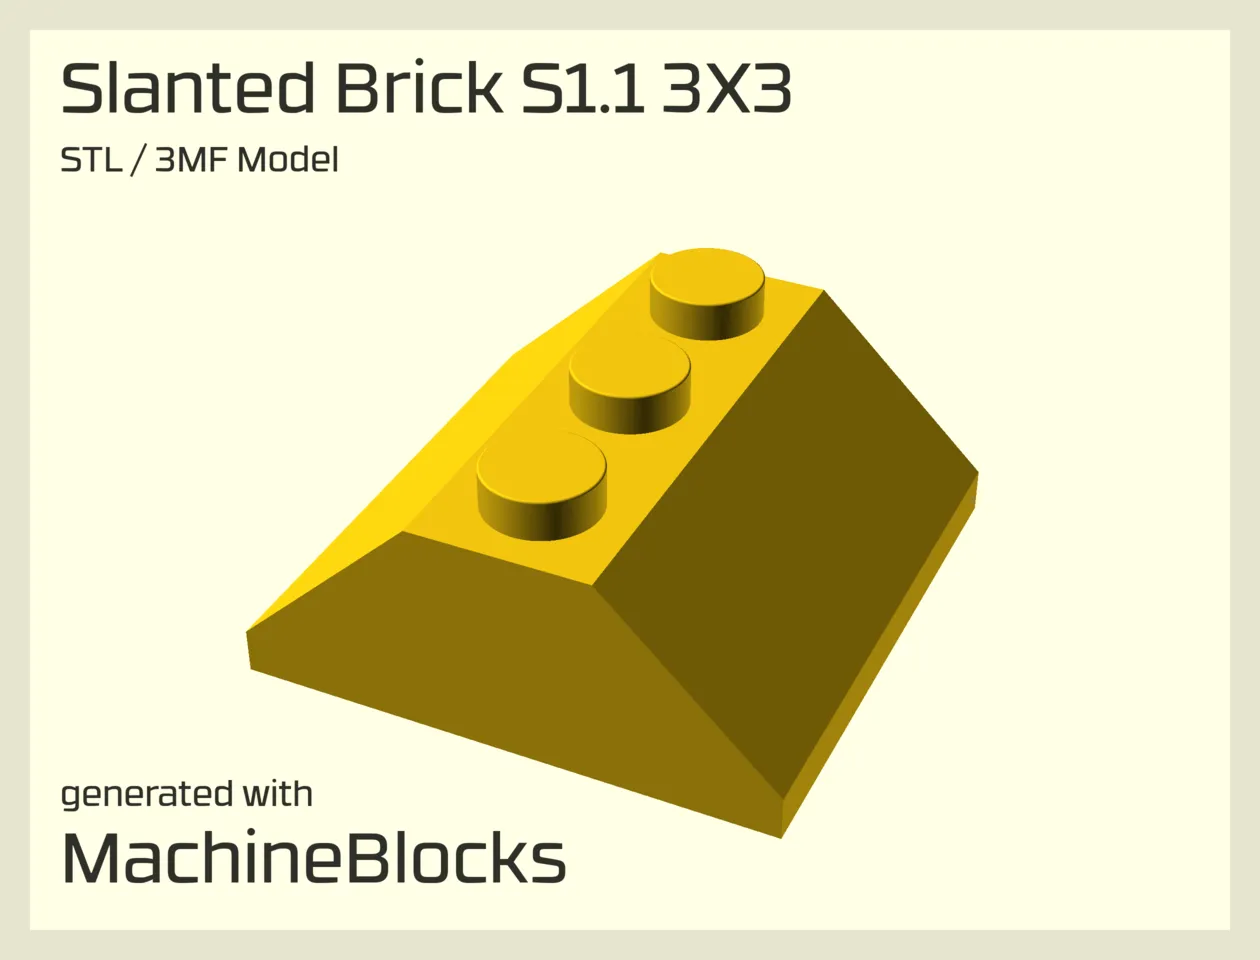 Slanted Brick S1.1 3X3
STL / 3MF Model
generated with
MachineBlocks